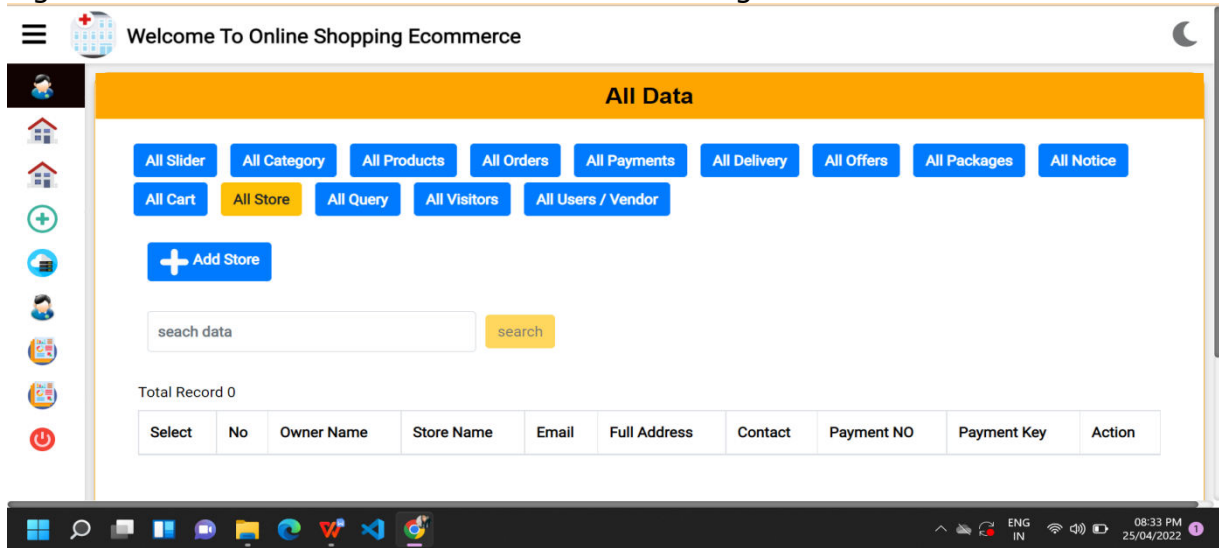 Welcome To Online Shopping Ecommerce
All Data
All Slider All Category All Products All Orders All Payments All Delivery All Offers All Packages All Notice
All Cart All Store All Query All Visitors All Users / Vendor
Add Store
seach data search
Total Record 0
Select No Owner Name Store Name Email Full Address Contact Payment NO Payment Key Action
ENG 08:33 PM
IN 25/04/2022 1